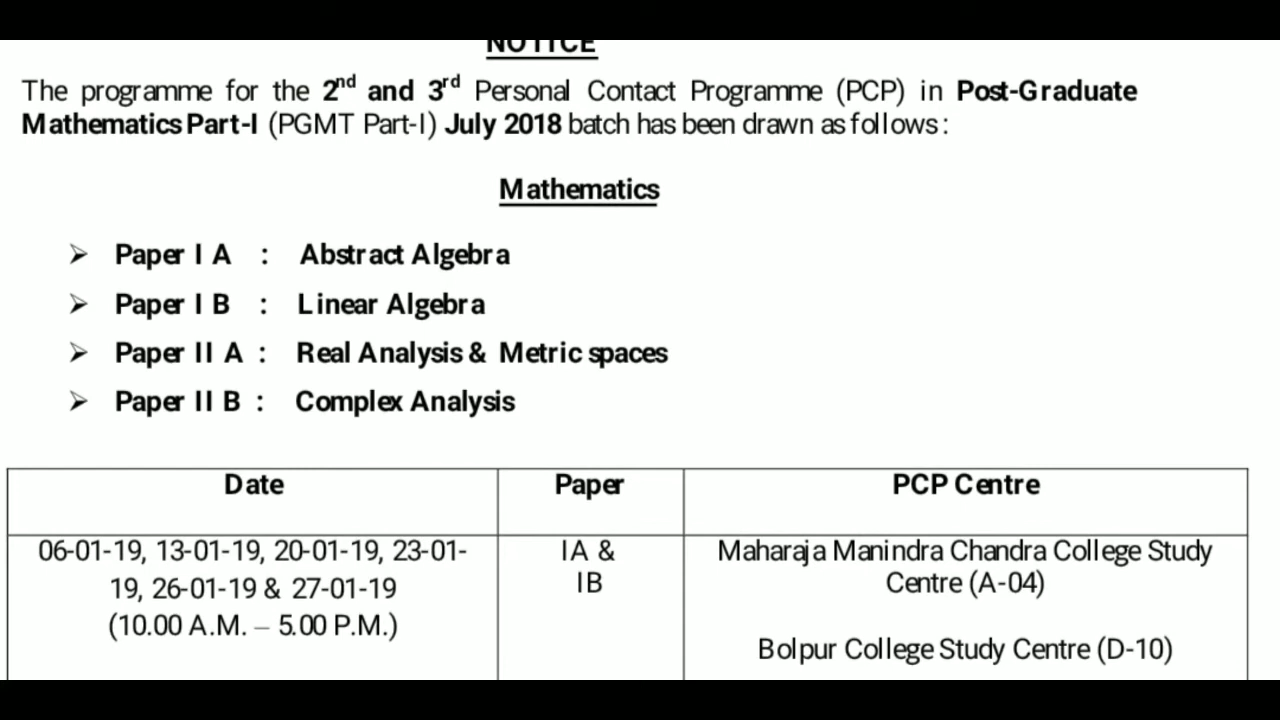 NOTICE
The programme for the 2nd and 3rd Personal Contact Programme (PCP) in Post-Graduate
Mathematics Part-I (PGMT Part-I) July 2018 batch has been drawn as follows:
Mathematics
➢ Paper I A : Abstract Algebra
➢ Paper I B : Linear Algebra
➢ Paper II A : Real Analysis & Metric spaces
➢ Paper II B : Complex Analysis
Date Paper PCP Centre
06-01-19, 13-01-19, 20-01-19, 23-01-
19, 26-01-19 & 27-01-19
(10.00 A.M. – 5.00 P.M.)
IA &
IB
Maharaja Manindra Chandra College Study
Centre (A-04)
Bolpur College Study Centre (D-10)